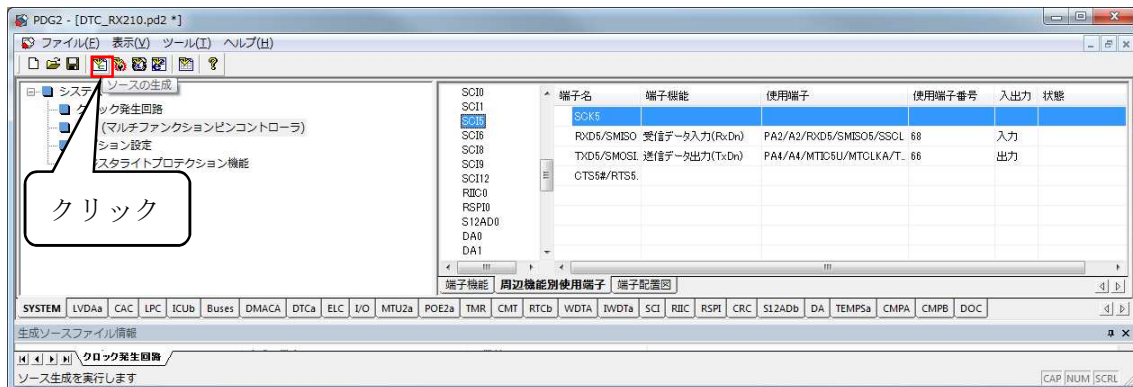 PDG2 - [DTC_RX210.pd2 *]
ファイル(F) 表示(V) ツール(T) ヘルプ(H)
ソースの生成
システ
クロック発生回路
(マルチファンクションピンコントローラ)
ション設定
スタライトプロテクション機能
クリック
SCI0
SCI1
SCI5
SCI6
SCI8
SCI9
SCI12
RIIC0
RSPI0
S12AD0
DA0
DA1
端子名 端子機能 使用端子 使用端子番号 入出力 状態
SCK5
RXD5/SMISO 受信データ入力(RxDn) PA2/A2/RXD5/SMISO5/SSCL 68 入力
TXD5/SMOSI. 送信データ出力(TxDn) PA4/A4/MTIC5U/MTCLKA/T.. 66 出力
CTS5#/RTS5.
端子機能 周辺機能別使用端子 端子配置図
SYSTEM LVDAa CAC LPC ICUb Buses DMACA DTCa ELC I/O MTU2a POE2a TMR CMT RTCb WDTA IWDTa SCI RIIC RSPI CRC S12ADb DA TEMPSa CMPA CMPB DOC
生成ソースファイル情報
クロック発生回路
ソース生成を実行します CAP NUM SCRL